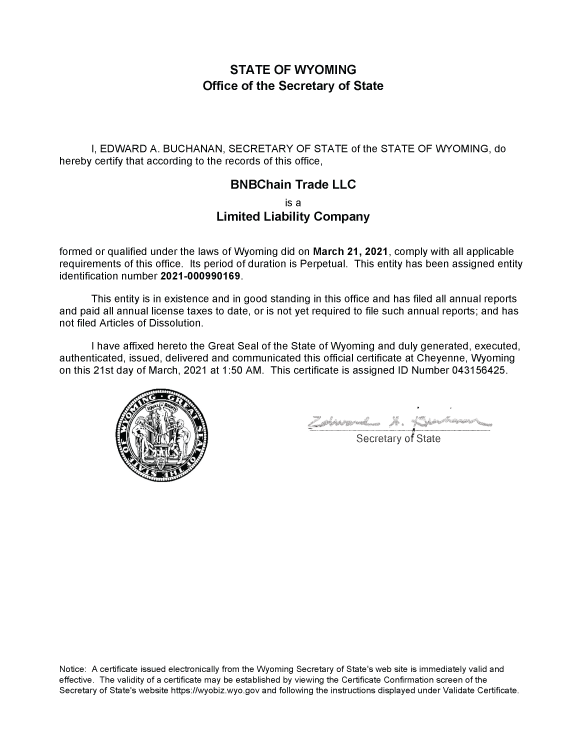 STATE OF WYOMING
Office of the Secretary of State
I, EDWARD A. BUCHANAN, SECRETARY OF STATE of the STATE OF WYOMING, do
hereby certify that according to the records of this office,
BNBChain Trade LLC
is a
Limited Liability Company
formed or qualified under the laws of Wyoming did on March 21, 2021, comply with all applicable
requirements of this office. Its period of duration is Perpetual. This entity has been assigned entity
identification number 2021-000990169.
This entity is in existence and in good standing in this office and has filed all annual reports
and paid all annual license taxes to date, or is not yet required to file such annual reports; and has
not filed Articles of Dissolution.
I have affixed hereto the Great Seal of the State of Wyoming and duly generated, executed,
authenticated, issued, delivered and communicated this official certificate at Cheyenne, Wyoming
on this 21st day of March, 2021 at 1:50 AM. This certificate is assigned ID Number 043156425.
GREAT SEAL OF THE STATE OF WYOMING
Edward A. Buchanan
Secretary of State
Notice: A certificate issued electronically from the Wyoming Secretary of State's web site is immediately valid and
effective. The validity of a certificate may be established by viewing the Certificate Confirmation screen of the
Secretary of State's website https://wyobiz.wyo.gov and following the instructions displayed under Validate Certificate.